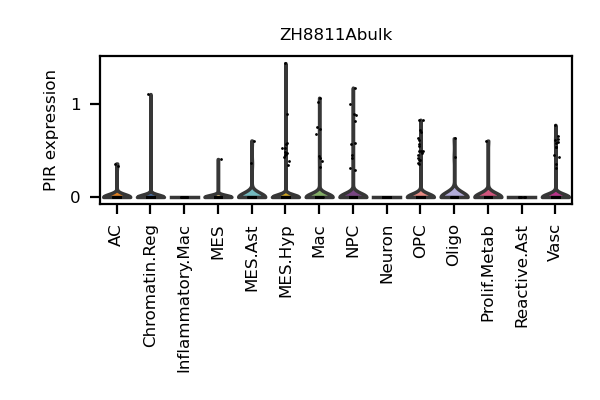 ZH8811Abulk
PIR expression
1
0
AC
Chromatin.Reg
Inflammatory.Mac
MES
MES.Ast
MES.Hyp
Mac
NPC
Neuron
OPC
Oligo
Prolif.Metab
Reactive.Ast
Vasc